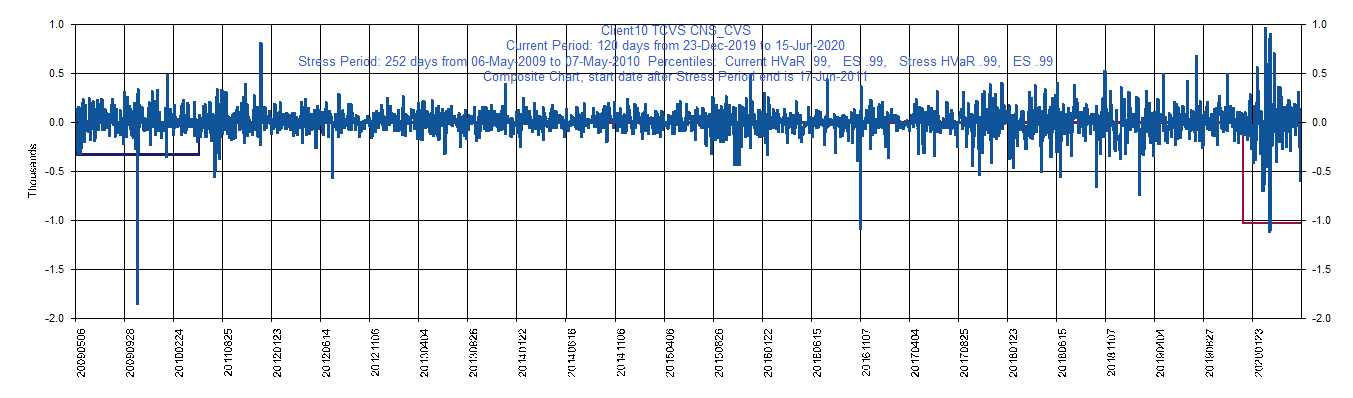 Client10 TCVS CNS_CVS
Current Period: 120 days from 23-Dec-2019 to 15-Jun-2020
Stress Period: 252 days from 06-May-2009 to 07-May-2010 Percentiles: Current HVaR .99, ES .99, Stress HVaR .99, ES .99
Composite Chart, start date after Stress Period end is 17-Jun-2011
1.0 1.0
0.5 0.5
0.0 0.0
-0.5 -0.5
-1.0 -1.0
-1.5 -1.5
-2.0 -2.0
Thousands
20090506 20090928 20100224 20110825 20120123 20120614 20121106 20130404 20130826 20140122 20140616 20141106 20150406 20150826 20160122 20160615 20161107 20170404 20170825 20180123 20180615 20181107 20190404 20190827 20200123